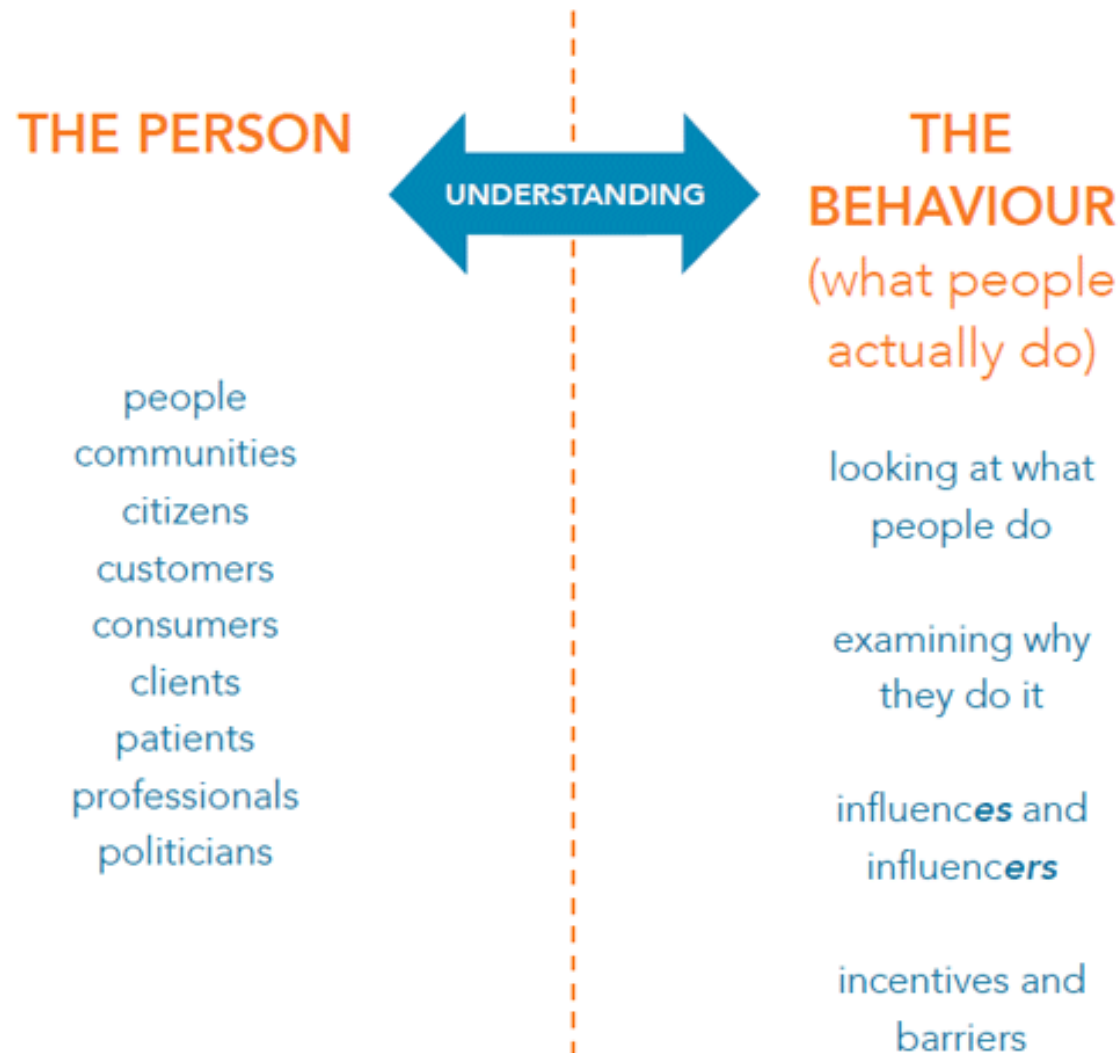 THE PERSON
people
communities
citizens
customers
consumers
clients
patients
professionals
politicians
UNDERSTANDING
THE
BEHAVIOUR
(what people
actually do)
looking at what
people do
examining why
they do it
influences and
influencers
incentives and
barriers